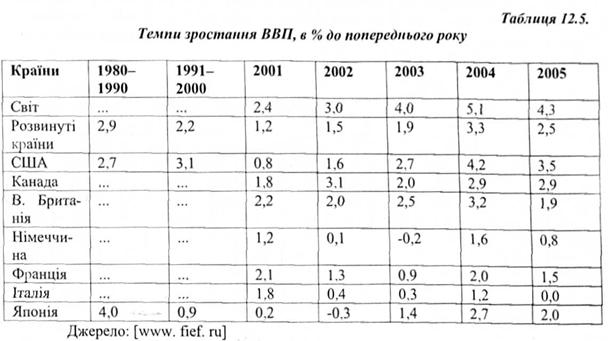 Таблиця 12.5.
Темпи зростання ВВП, в % до попереднього року
Країни 1980– 1991– 2001 2002 2003 2004 2005
1990 2000
Світ ... ... 2,4 3,0 4,0 5,1 4,3
Розвинуті 2,9 2,2 1,2 1,5 1,9 3,3 2,5
країни
США 2,7 3,1 0,8 1,6 2,7 4,2 3,5
Канада ... ... 1,8 3.1 2.0 2,9 2,9
В. Брита- ... ... 2,2 2,0 2,5 3,2 1,9
нія
Німеччи- ... ... 1,2 0,1 -0,2 1,6 0,8
на
Франція ... ... 2.1 1.3 0,9 2,0 1,5
Італія ... ... 1,8 0,4 0,3 1,2 0,0
Японія 4,0 0,9 0,2 -0,3 1,4 2,7 2,0
Джерело: [www. fief. ru]